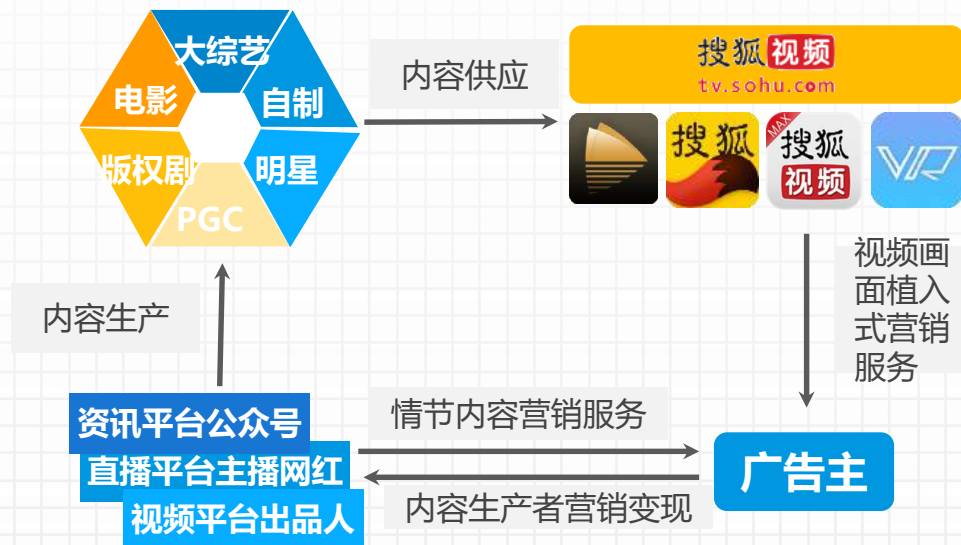 大综艺
电影
自制
版权剧
明星
PGC
内容供应
搜狐视频
tv.sohu.com
搜狐
MAX
搜狐
视频
VR
视频画
面植入
式营销
服务
内容生产
资讯平台公众号
直播平台主播网红
视频平台出品人
情节内容营销服务
内容生产者营销变现
广告主